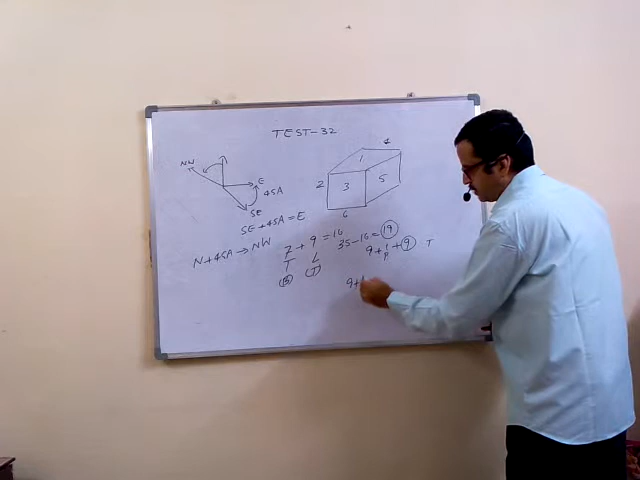 TEST-32
NW
E
45A
SE
SE+45A=E
N+45A→NW
4
1
2
3
5
6
7+9=16
T L
B J
35-16=19
9+1+9
P
T
9+1